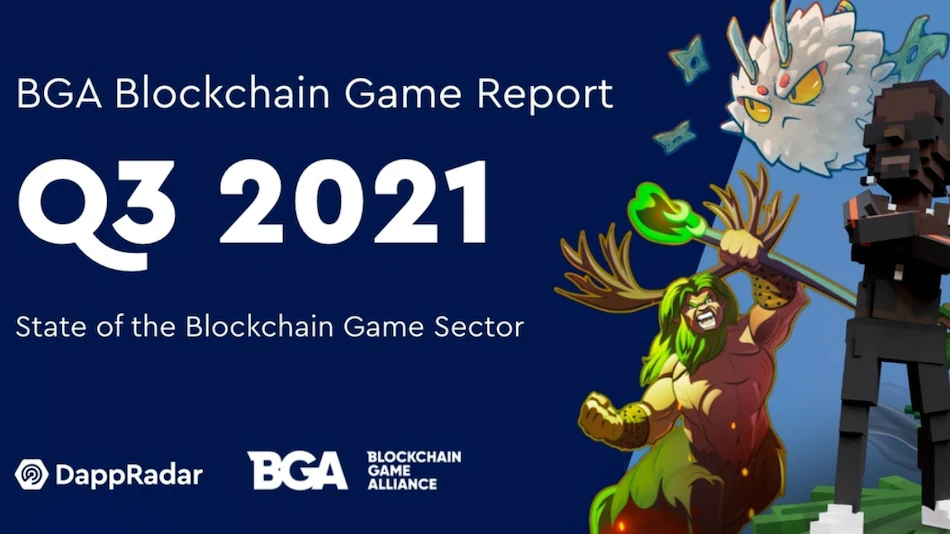 BGA Blockchain Game Report
Q3 2021
State of the Blockchain Game Sector
DappRadar
BGA
BLOCKCHAIN
GAME
ALLIANCE